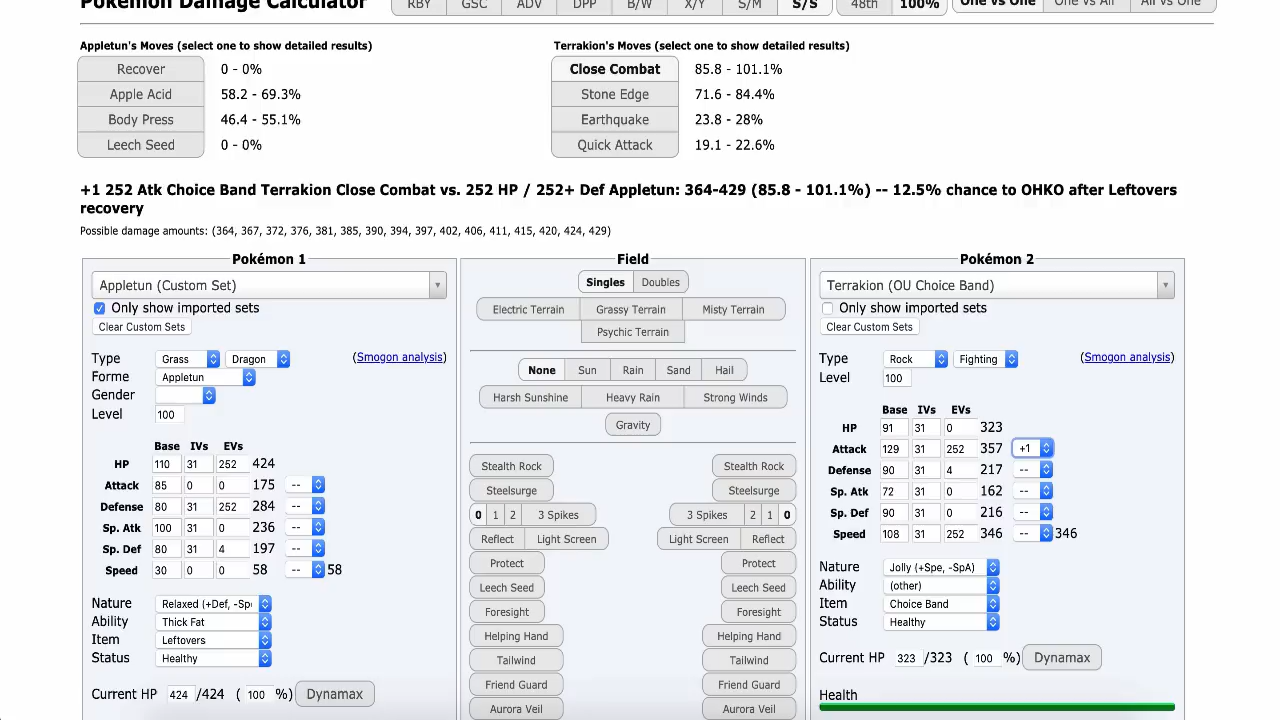 Pokémon Damage Calculator RBY GSC ADV DPP B/W X/Y S/M S/S 48th 100% One vs One One vs All All vs One
Appletun's Moves (select one to show detailed results)
Recover 0 - 0%
Apple Acid 58.2 - 69.3%
Body Press 46.4 - 55.1%
Leech Seed 0 - 0%
Terrakion's Moves (select one to show detailed results)
Close Combat 85.8 - 101.1%
Stone Edge 71.6 - 84.4%
Earthquake 23.8 - 28%
Quick Attack 19.1 - 22.6%
+1 252 Atk Choice Band Terrakion Close Combat vs. 252 HP / 252+ Def Appletun: 364-429 (85.8 - 101.1%) -- 12.5% chance to OHKO after Leftovers
recovery
Possible damage amounts: (364, 367, 372, 376, 381, 385, 390, 394, 397, 402, 406, 411, 415, 420, 424, 429)
Pokémon 1
Appletun (Custom Set)
Only show imported sets
Clear Custom Sets
Type Grass Dragon (Smogon analysis)
Forme Appletun
Gender
Level 100
Base IVs EVs
HP 110 31 252 424
Attack 85 0 0 175 --
Defense 80 31 252 284 --
Sp. Atk 100 31 0 236 --
Sp. Def 80 31 4 197 --
Speed 30 0 0 58 -- 58
Nature Relaxed (+Def, -Sp
Ability Thick Fat
Item Leftovers
Status Healthy
Current HP 424 /424 ( 100 %) Dynamax
Field
Singles Doubles
Electric Terrain Grassy Terrain Misty Terrain
Psychic Terrain
None Sun Rain Sand Hail
Harsh Sunshine Heavy Rain Strong Winds
Gravity
Stealth Rock Stealth Rock
Steelsurge Steelsurge
0 1 2 3 Spikes 3 Spikes 2 1 0
Reflect Light Screen Light Screen Reflect
Protect Protect
Leech Seed Leech Seed
Foresight Foresight
Helping Hand Helping Hand
Tailwind Tailwind
Friend Guard Friend Guard
Aurora Veil Aurora Veil
Pokémon 2
Terrakion (OU Choice Band)
Only show imported sets
Clear Custom Sets
Type Rock Fighting (Smogon analysis)
Level 100
Base IVs EVs
HP 91 31 0 323
Attack 129 31 252 357 +1
Defense 90 31 4 217 --
Sp. Atk 72 31 0 162 --
Sp. Def 90 31 0 216 --
Speed 108 31 252 346 -- 346
Nature Jolly (+Spe, -SpA)
Ability (other)
Item Choice Band
Status Healthy
Current HP 323 /323 ( 100 %) Dynamax
Health